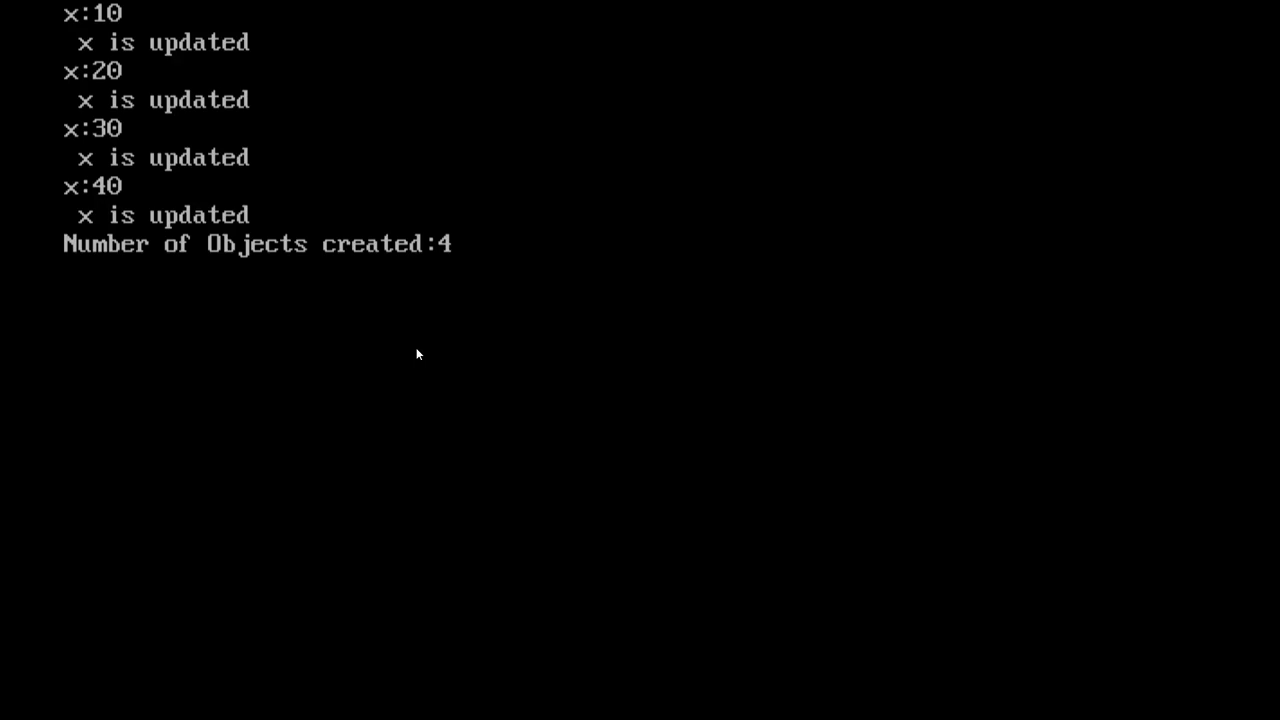 x:10
x is updated
x:20
x is updated
x:30
x is updated
x:40
x is updated
Number of Objects created:4